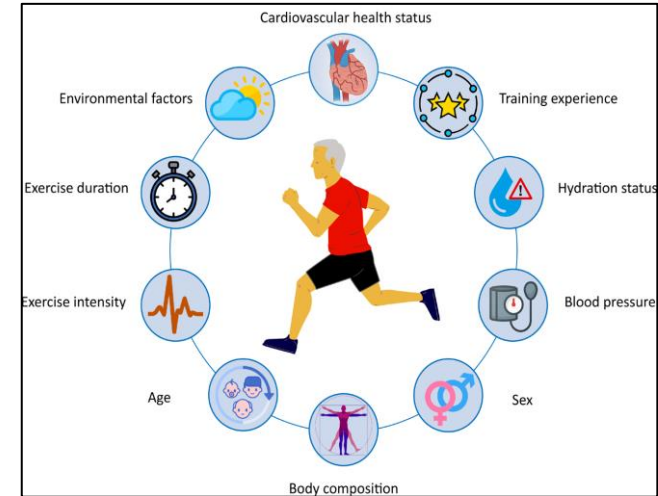 Cardiovascular health status
Environmental factors
Training experience
Exercise duration
Hydration status
Exercise intensity
Blood pressure
Age
Sex
Body composition